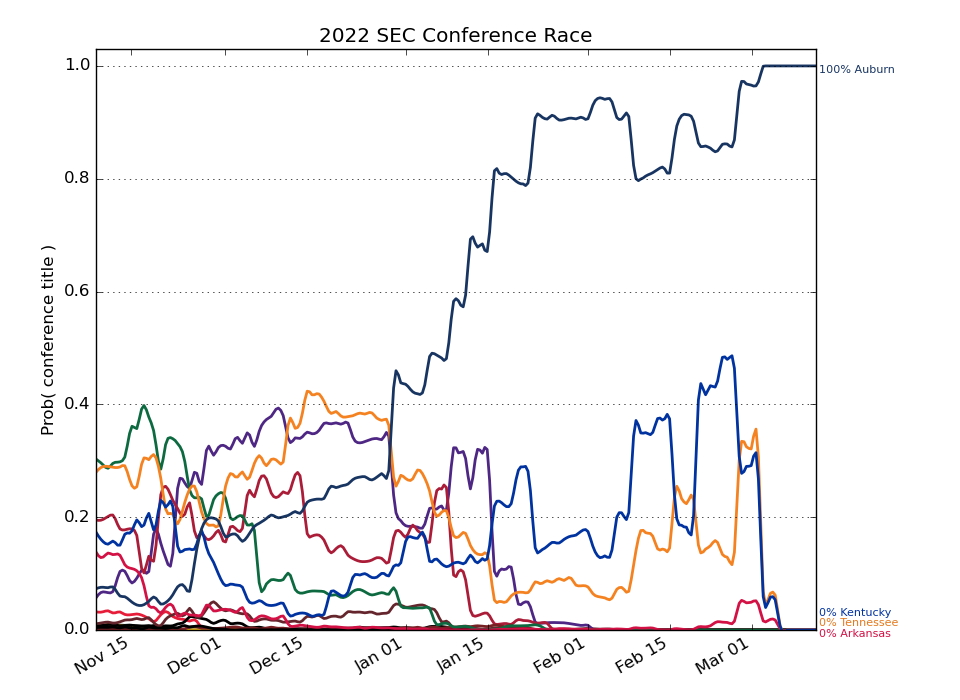 2022 SEC Conference Race
Prob( conference title )
1.0
0.8
0.6
0.4
0.2
0.0
Nov 15
Dec 01
Dec 15
Jan 01
Jan 15
Feb 01
Feb 15
Mar 01
100% Auburn
0% Kentucky
0% Tennessee
0% Arkansas